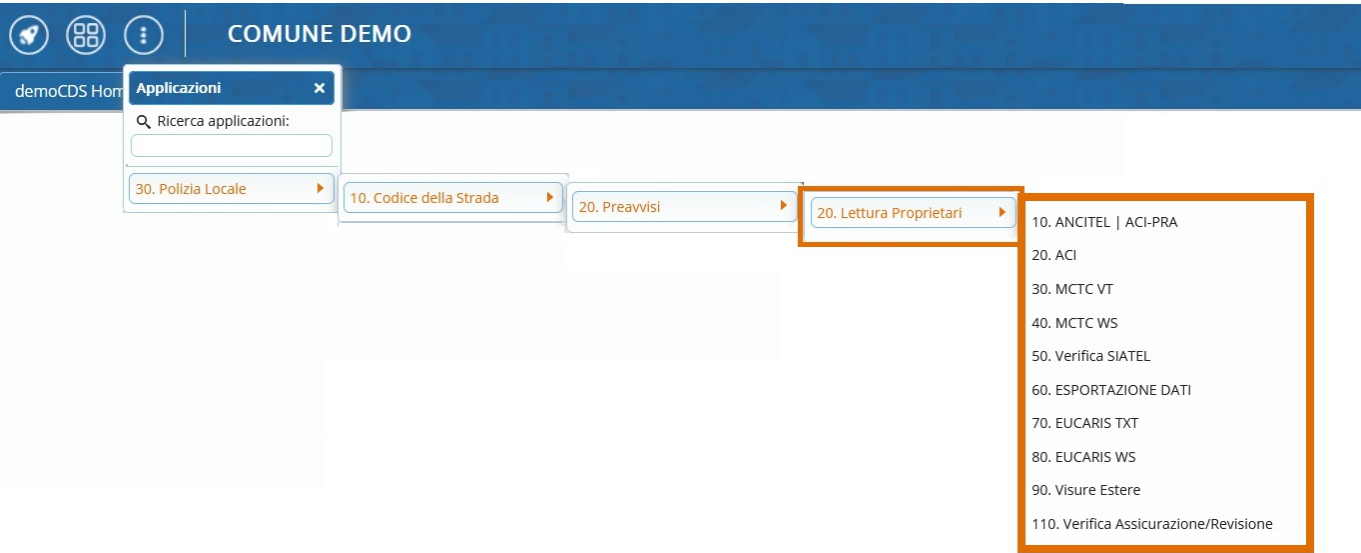 COMUNE DEMO
demoCDS Hom
Applicazioni
Ricerca applicazioni:
30. Polizia Locale
10. Codice della Strada
20. Preavvisi
20. Lettura Proprietari
10. ANCITEL | ACI-PRA
20. ACI
30. MCTC VT
40. MCTC WS
50. Verifica SIATEL
60. ESPORTAZIONE DATI
70. EUCARIS TXT
80. EUCARIS WS
90. Visure Estere
110. Verifica Assicurazione/Revisione